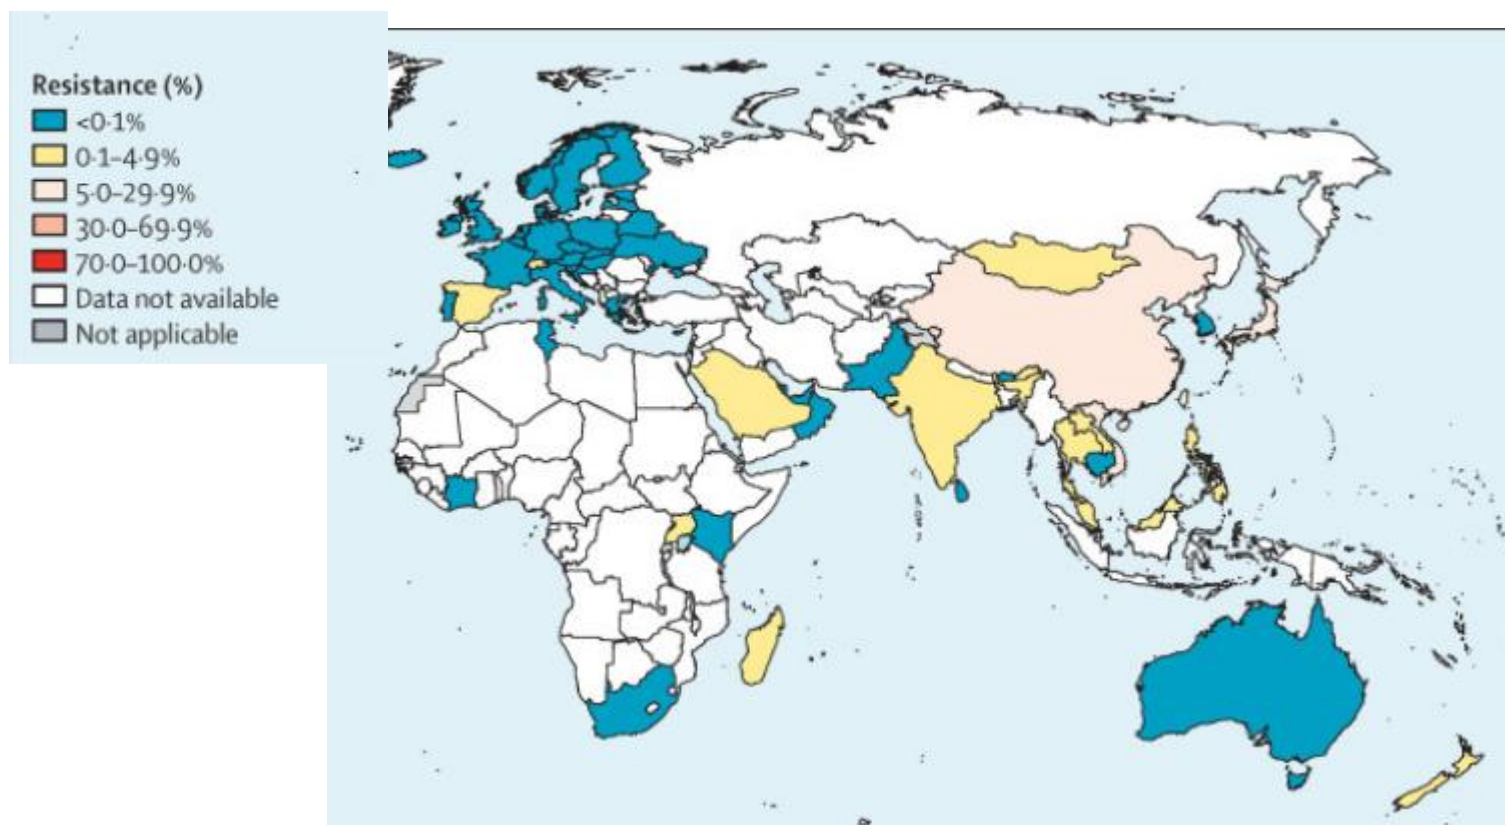 Resistance (%)
<0·1%
0·1–4·9%
5·0–29·9%
30·0–69·9%
70·0–100·0%
Data not available
Not applicable